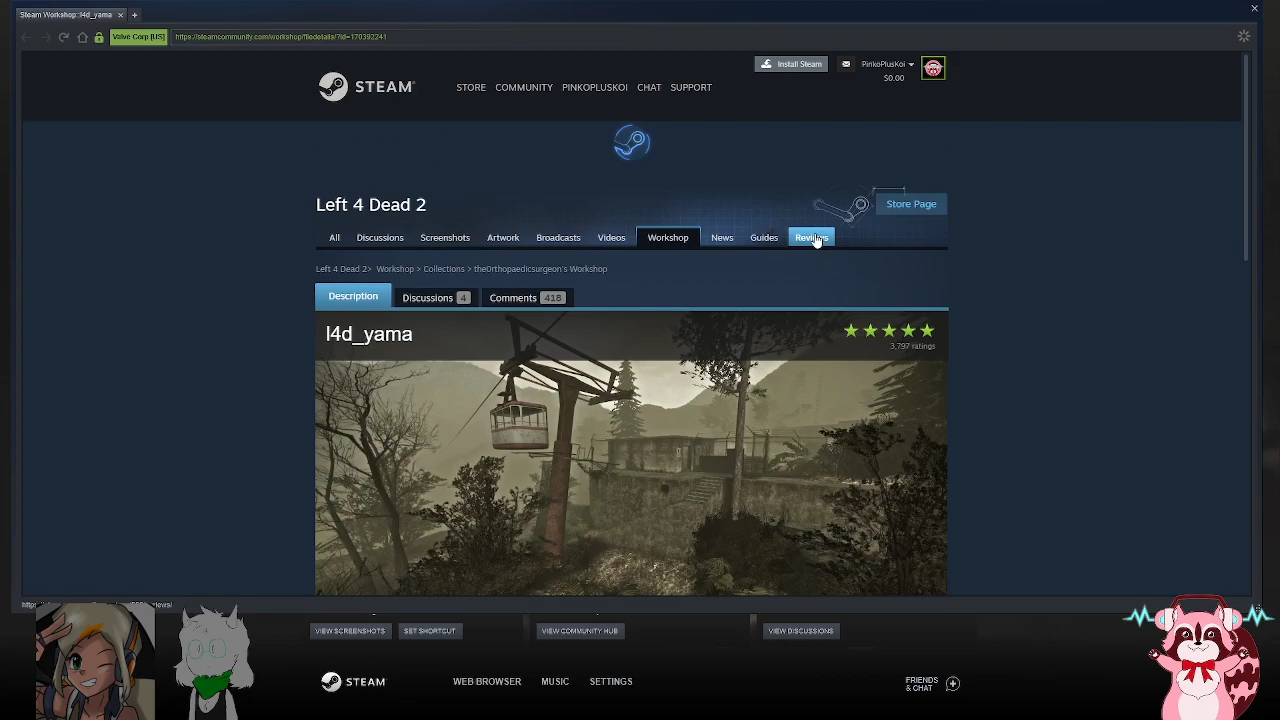 Steam Workshop::l4d_yama
Valve Corp [US]
https://steamcommunity.com/workshop/filedetails/?id=170392241
Install Steam
PinkoPlusKoi
$0.00
STEAM
STORE COMMUNITY PINKOPLUSKOI CHAT SUPPORT
Left 4 Dead 2
Store Page
All Discussions Screenshots Artwork Broadcasts Videos Workshop News Guides Reviews
Left 4 Dead 2> Workshop > Collections > theOrthopaedicsurgeon's Workshop
Description Discussions 4 Comments 418
l4d_yama
3,797 ratings
VIEW SCREENSHOTS SET SHORTCUT VIEW COMMUNITY HUB VIEW DISCUSSIONS
STEAM
WEB BROWSER MUSIC SETTINGS
FRIENDS
& CHAT